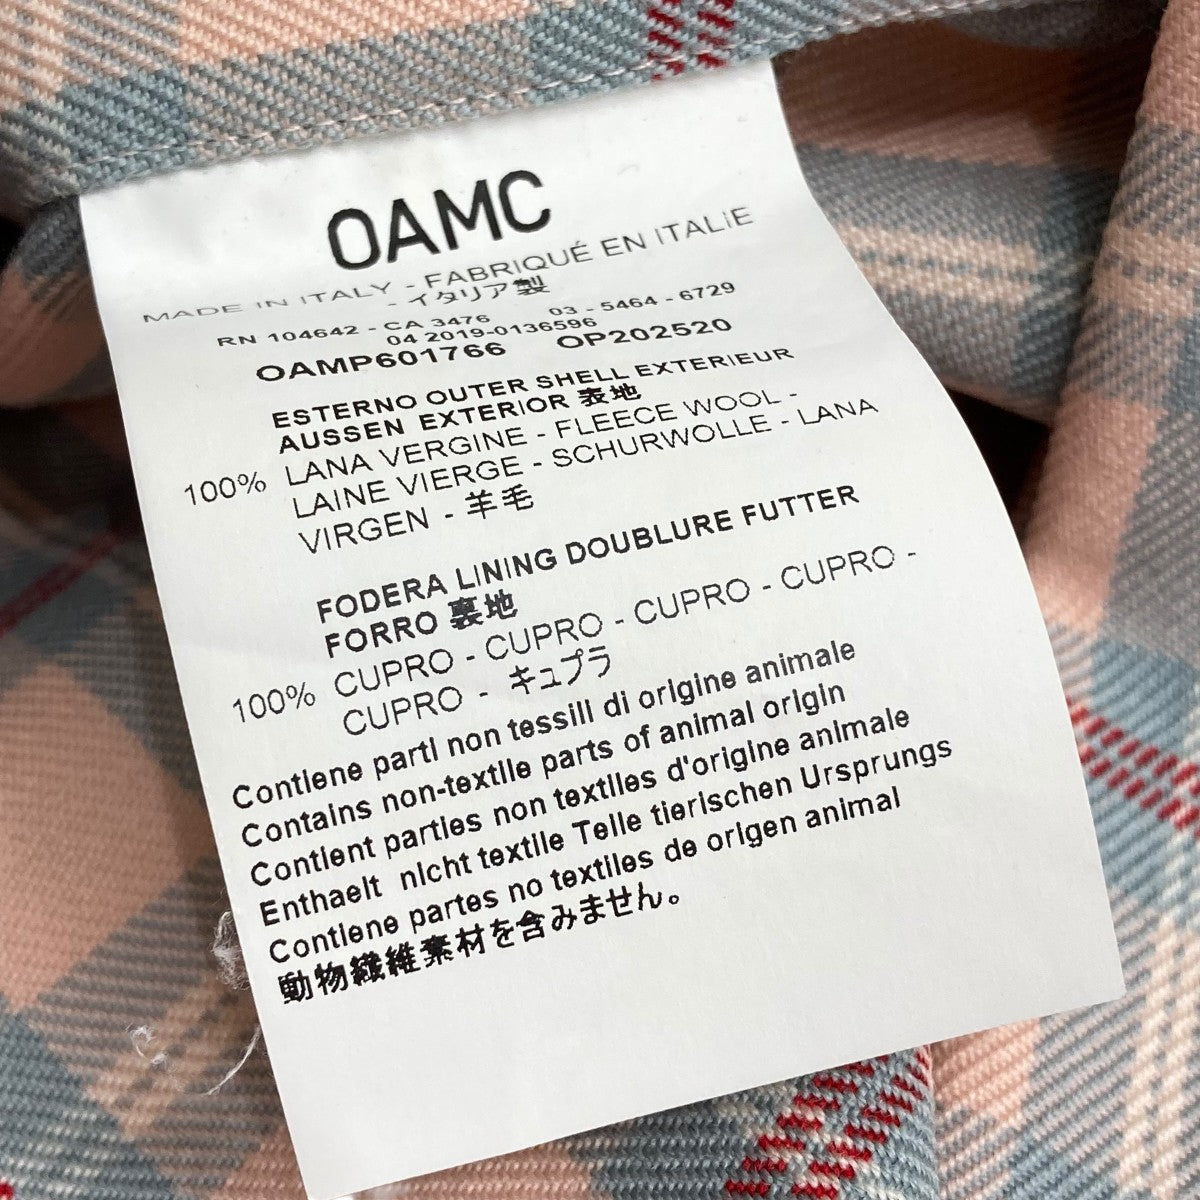 OAMC
MADE IN ITALY - FABRIQUÉ EN ITALIE
- イタリア製
RN 104642 - CA 3476 03 - 5464 - 6729
04 2019-0136596
OAMP601766 OP202520
ESTERNO OUTER SHELL EXTERIEUR
AUSSEN EXTERIOR 表地
100% LANA VERGINE - FLEECE WOOL -
LAINE VIERGE - SCHURWOLLE - LANA
VIRGEN - 羊毛
FODERA LINING DOUBLURE FUTTER
FORRO 裏地
100% CUPRO - CUPRO - CUPRO - CUPRO -
CUPRO - キュプラ
Contiene parti non tessili di origine animale
Contains non-textile parts of animal origin
Contient parties non textiles d'origine animale
Enthaelt nicht textile Teile tierischen Ursprungs
Contiene partes no textiles de origen animal
動物繊維素材を含みません。